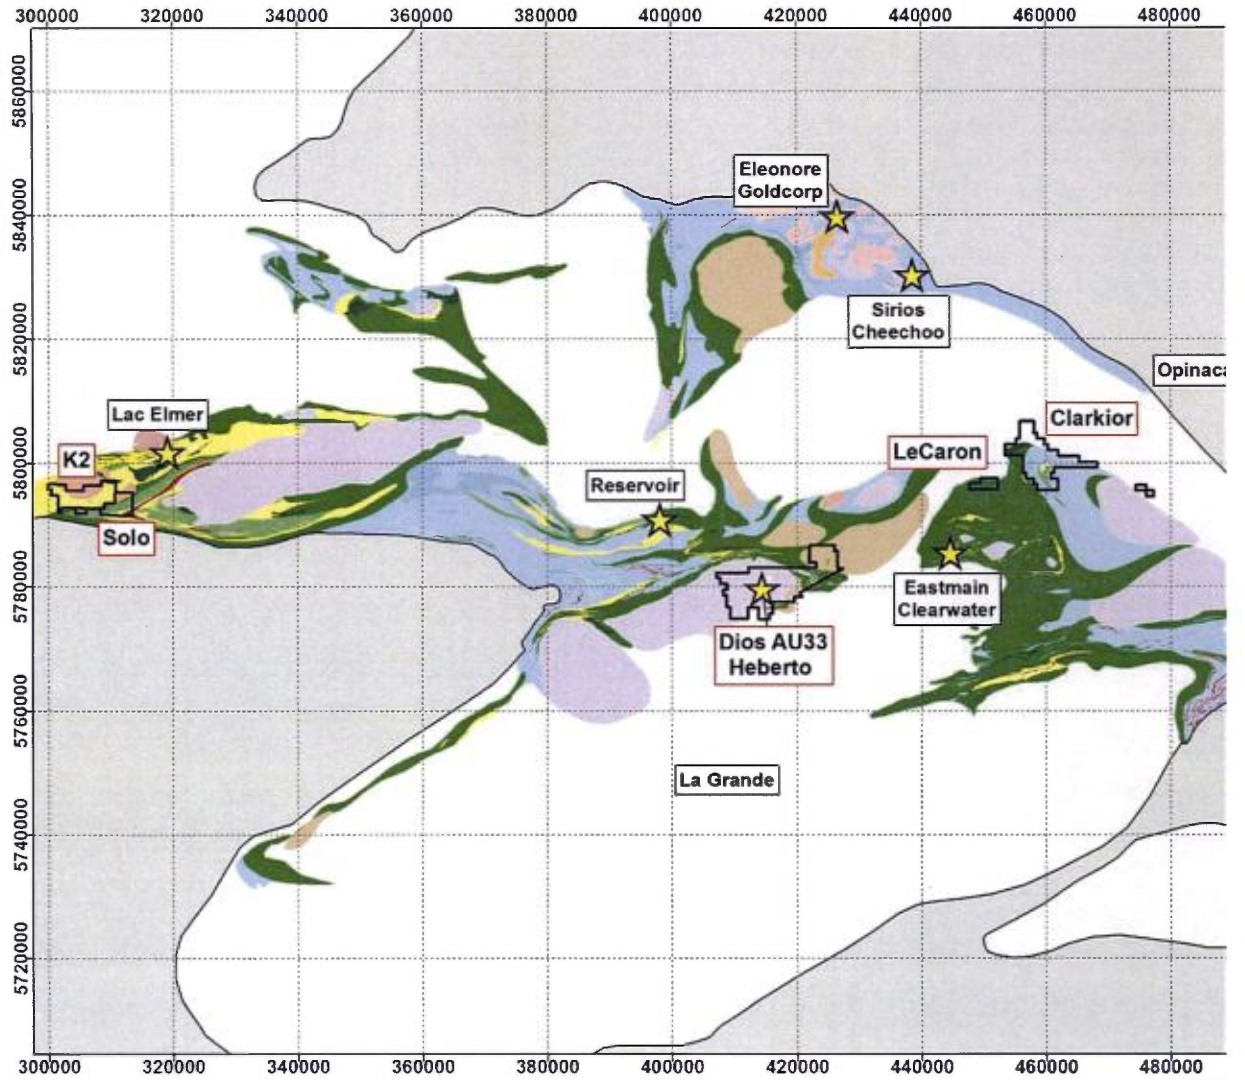 300000 320000 340000 360000 380000 400000 420000 440000 460000 480000
5860000
5840000
5820000
5800000
5780000
5760000
5740000
5720000
Eleonore
Goldcorp
Sirios
Cheechoo
Opinaca
Lac Elmer
Clarkior
K2
LeCaron
Reservoir
Solo
Eastmain
Clearwater
Dios AU33
Heberto
La Grande
300000 320000 340000 360000 380000 400000 420000 440000 460000 480000